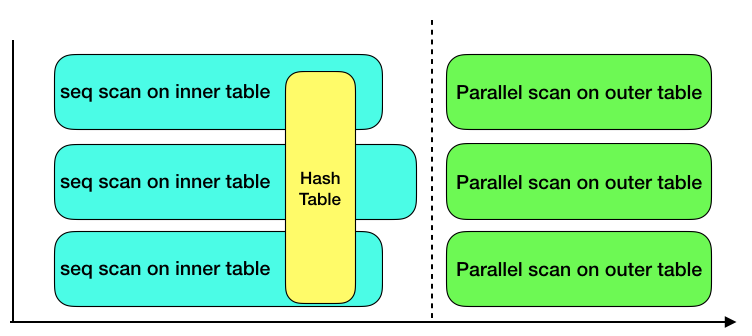 seq scan on inner table
Parallel scan on outer table
seq scan on inner table
Hash
Table
Parallel scan on outer table
seq scan on inner table
Parallel scan on outer table